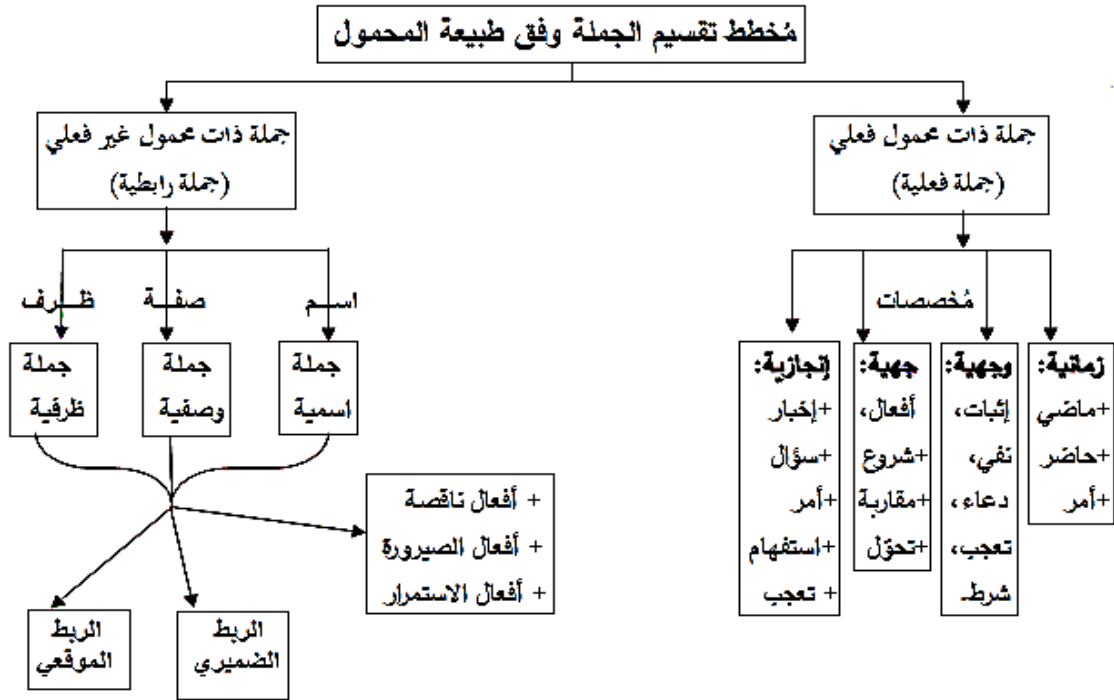 مُخطط تقسيم الجملة وفق طبيعة المحمول
جملة ذات محمول فعلي
(جملة فعلية)
جملة ذات محمول غير فعلي
(جملة رابطية)
مُخصصات
زمانية:
+ماضي
+حاضر
+أمر
وجهية:
إثبات،
نفي،
دعاء،
تعجب،
شرط
جهية:
أفعال،
+شروع
+مقاربة
+تحوّل
إنجازية:
+إخبار
+سؤال
+أمر
+استفهام
+ تعجب
اسـم
صفـة
ظـرف
جملة
اسمية
جملة
وصفية
جملة
ظرفية
+ أفعال ناقصة
+ أفعال الصيرورة
+ أفعال الاستمرار
الربط
الضميري
الربط
الموقعي